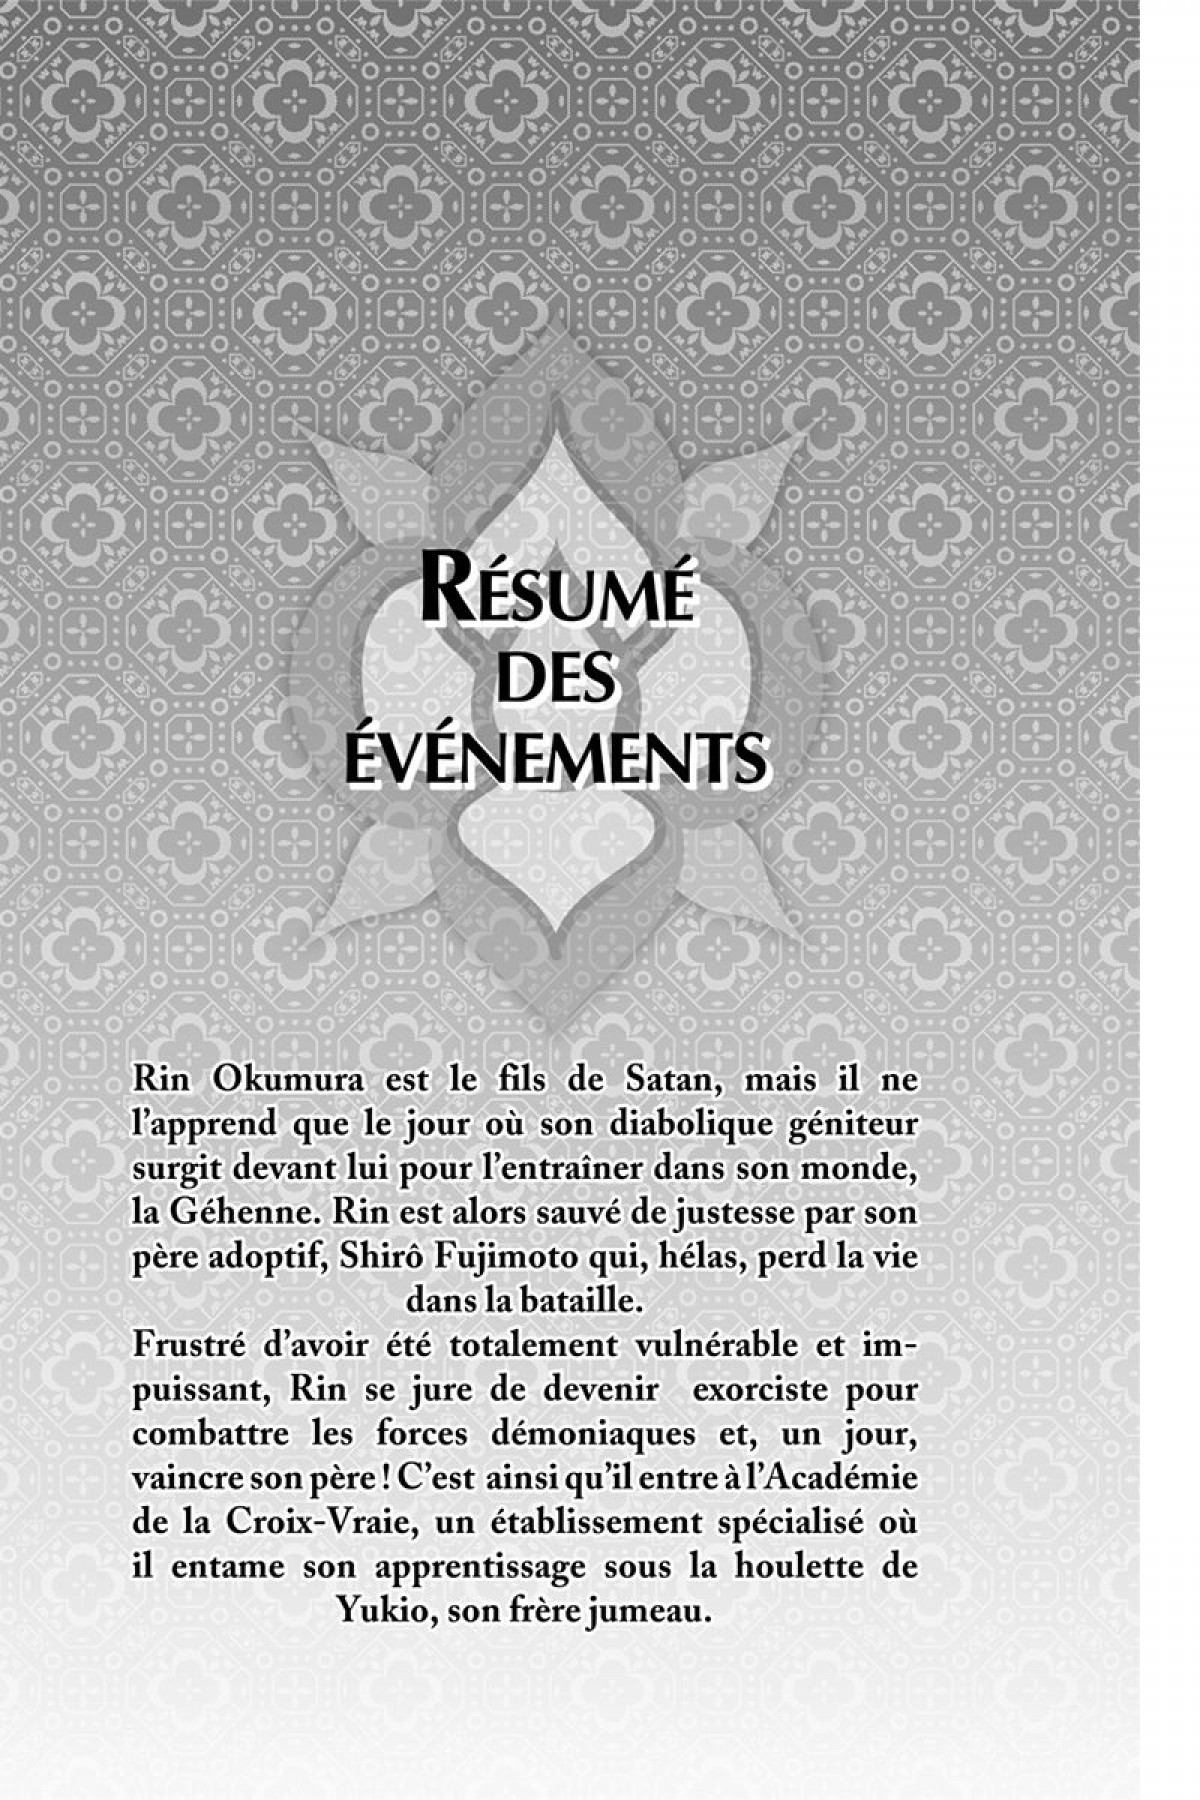 RÉSUMÉ
DES
ÉVÉNEMENTS
Rin Okumura est le fils de Satan, mais il ne
l'apprend que le jour où son diabolique géniteur
surgit devant lui pour l'entraîner dans son monde,
la Géhenne. Rin est alors sauvé de justesse par son
père adoptif, Shirô Fujimoto qui, hélas, perd la vie
dans la bataille.
Frustré d'avoir été totalement vulnérable et im-
puissant, Rin se jure de devenir exorciste pour
combattre les forces démoniaques et, un jour,
vaincre son père ! C'est ainsi qu'il entre à l'Académie
de la Croix-Vraie, un établissement spécialisé où
il entame son apprentissage sous la houlette de
Yukio, son frère jumeau.